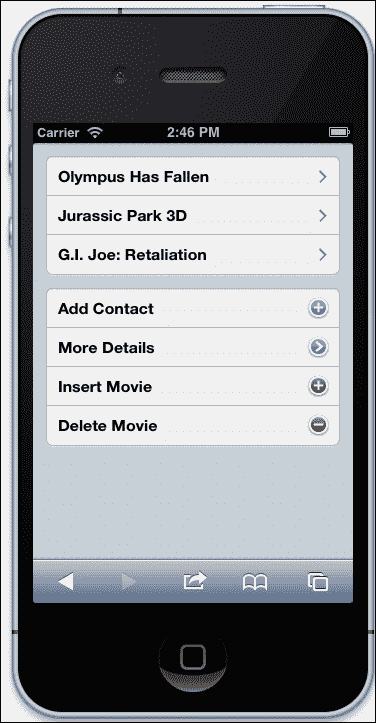 Carrier 2:46 PM
Olympus Has Fallen
Jurassic Park 3D
G.I. Joe: Retaliation
Add Contact
More Details
Insert Movie
Delete Movie